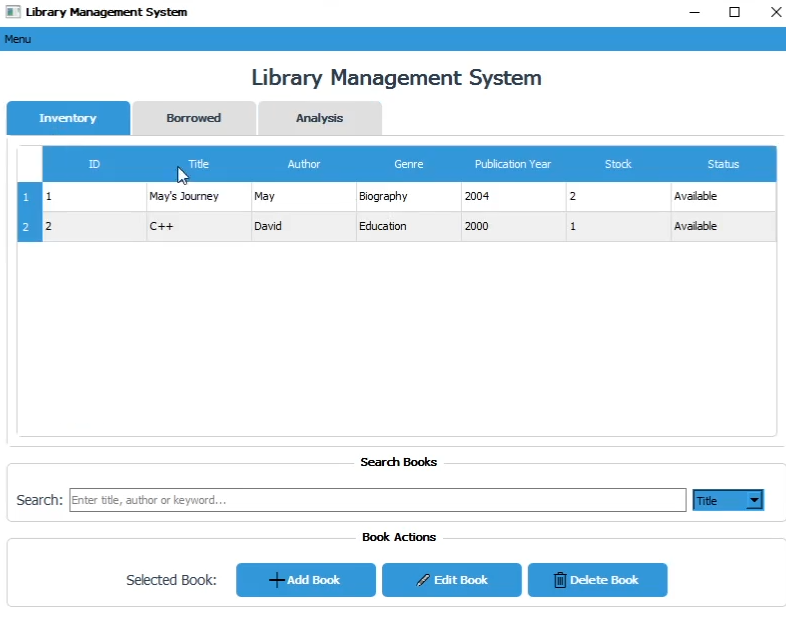 Library Management System
Menu
Library Management System
Inventory Borrowed Analysis
ID Title Author Genre Publication Year Stock Status
1 1 May's Journey May Biography 2004 2 Available
2 2 C++ David Education 2000 1 Available
Search Books
Search: Enter title, author or keyword... Title
Book Actions
Selected Book: Add Book Edit Book Delete Book